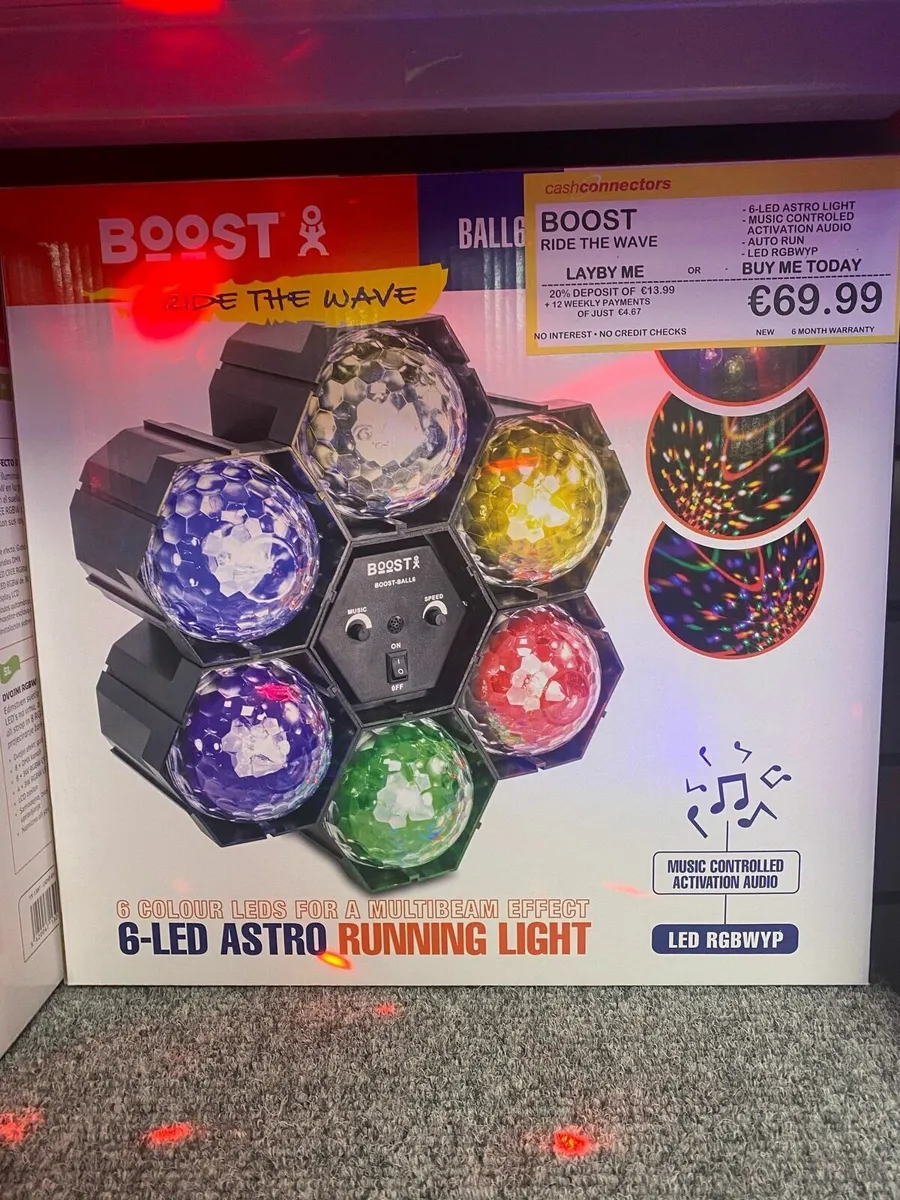 BOOST
BALL6
RIDE THE WAVE
cashconnectors
BOOST
RIDE THE WAVE
- 6-LED ASTRO LIGHT
- MUSIC CONTROLED
ACTIVATION AUDIO
- AUTO RUN
- LED RGBWYP
LAYBY ME OR BUY ME TODAY
20% DEPOSIT OF €13.99
+ 12 WEEKLY PAYMENTS
OF JUST €4.67
€69.99
NO INTEREST • NO CREDIT CHECKS
NEW 6 MONTH WARRANTY
BOOST
BOOST-BALL6
MUSIC
SPEED
ON
I
O
OFF
MUSIC CONTROLLED
ACTIVATION AUDIO
LED RGBWYP
6 COLOUR LEDS FOR A MULTIBEAM EFFECT
6-LED ASTRO RUNNING LIGHT
DVOJNI RGBW